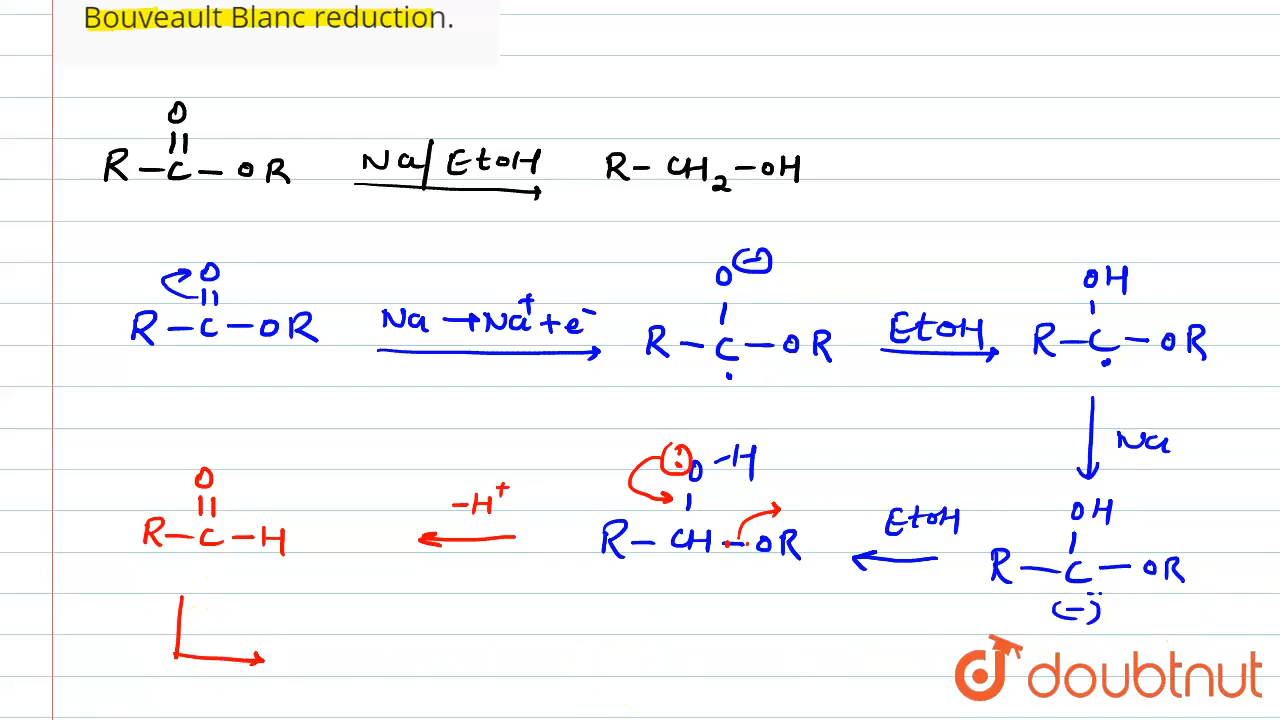 Bouveault Blanc reduction.
O
||
R-C-OR Na/EtOH R-CH2-OH
O O(-) OH
|| | |
R-C-OR Na→Na⁺+e⁻ R-C-OR EtOH R-C-OR
. .
Na
O :O-H OH
|| | |
R-C-H -H⁺ R-CH-OR EtOH R-C-OR
(-)
doubtnut